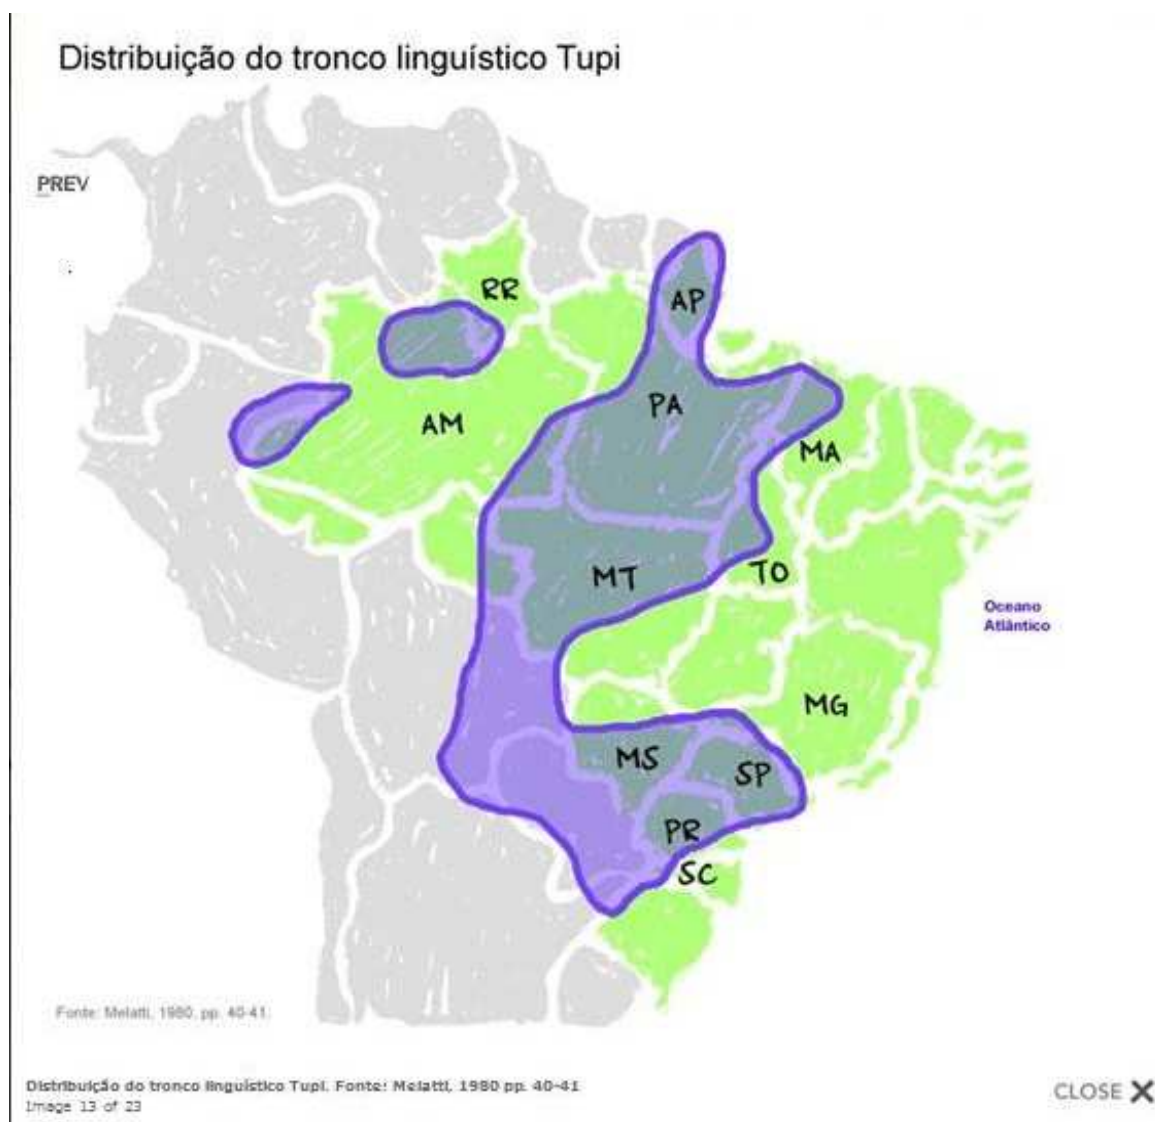 Distribuição do tronco linguístico Tupi
PREV
RR
AP
AM
PA
MA
MT
TO
Oceano
Atlântico
MG
MS
SP
PR
SC
Fonte: Melatti, 1980, pp. 40-41.
Distribuição do tronco linguístico Tupi. Fonte: Melatti, 1980 pp. 40-41
CLOSE X
Image 13 of 23